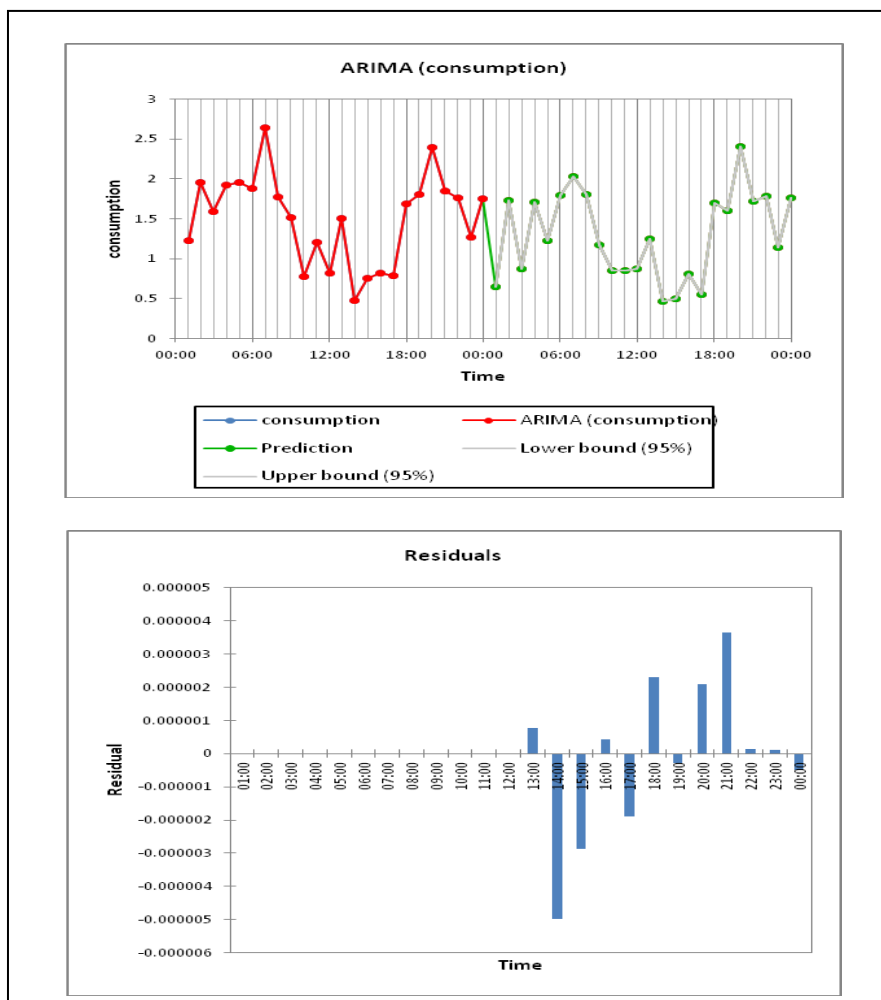 ARIMA (consumption)
3
2.5
2
1.5
1
0.5
0
consumption
00:00 06:00 12:00 18:00 00:00 06:00 12:00 18:00 00:00
Time
consumption ARIMA (consumption)
Prediction Lower bound (95%)
Upper bound (95%)
Residuals
0.000005
0.000004
0.000003
0.000002
0.000001
0
-0.000001
-0.000002
-0.000003
-0.000004
-0.000005
-0.000006
Residual
01:00 02:00 03:00 04:00 05:00 06:00 07:00 08:00 09:00 10:00 11:00 12:00 13:00 14:00 15:00 16:00 17:00 18:00 19:00 20:00 21:00 22:00 23:00 00:00
Time